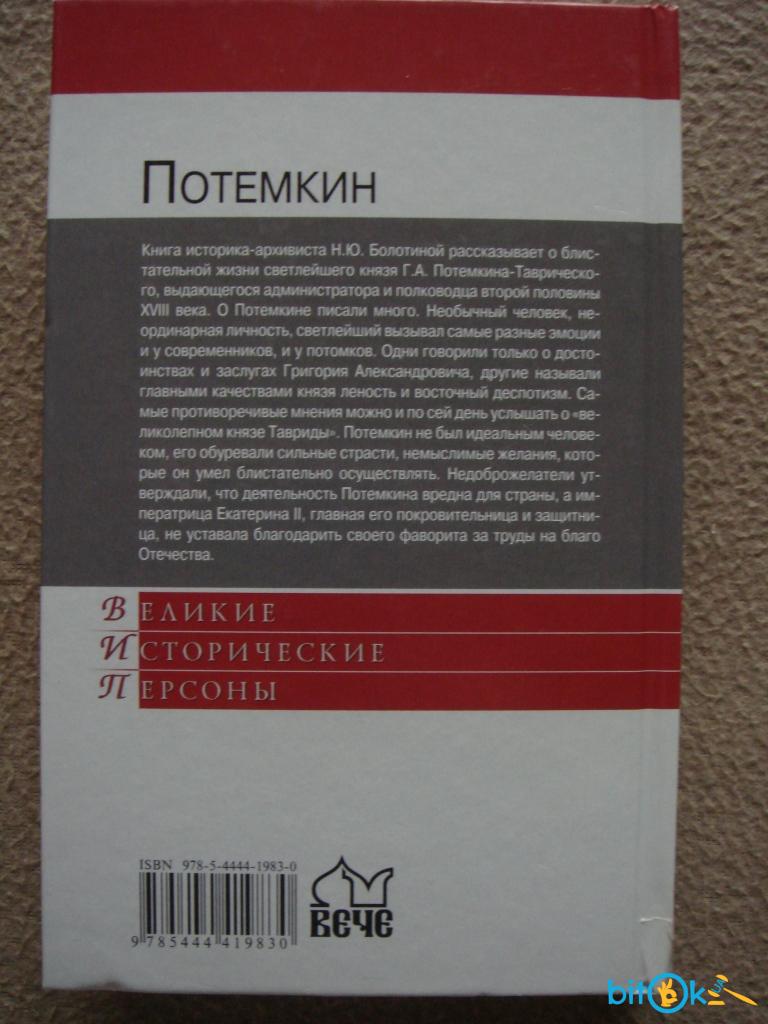 ПОТЕМКИН
Книга историка-архивиста Н.Ю. Болотиной рассказывает о блис-
тательной жизни светлейшего князя Г.А. Потемкина-Таврическо-
го, выдающегося администратора и полководца второй половины
XVIII века. О Потемкине писали много. Необычный человек, не-
ординарная личность, светлейший вызывал самые разные эмоции
и у современников, и у потомков. Одни говорили только о досто-
инствах и заслугах Григория Александровича, другие называли
главными качествами князя леность и восточный деспотизм. Са-
мые противоречивые мнения можно и по сей день услышать о «ве-
ликолепном князе Тавриды». Потемкин не был идеальным челове-
ком, его обуревали сильные страсти, немыслимые желания, кото-
рые он умел блистательно осуществлять. Недоброжелатели ут-
верждали, что деятельность Потемкина вредна для страны, а им-
ператрица Екатерина II, главная его покровительница и защитни-
ца, не уставала благодарить своего фаворита за труды на благо
Отечества.
ВЕЛИКИЕ
ИСТОРИЧЕСКИЕ
ПЕРСОНЫ
ISBN 978-5-4444-1983-0
9 785444 419830
ВЕЧЕ
bitOk UA